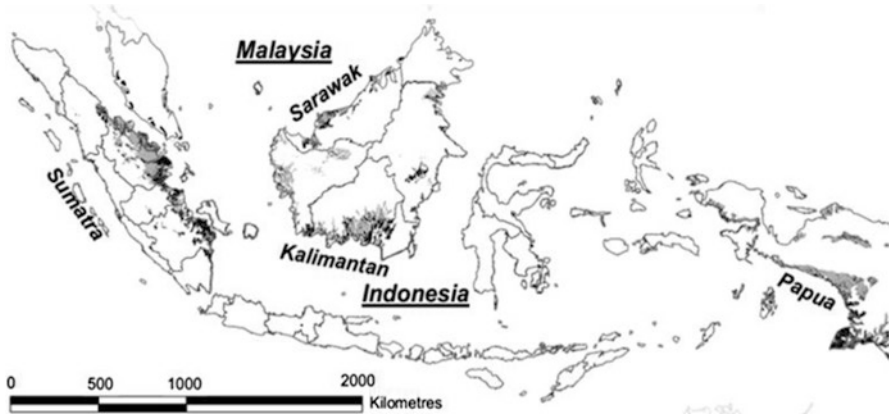 Malaysia
Sarawak
Sumatra
Kalimantan
Indonesia
Papua
0 500 1000 2000
Kilometres